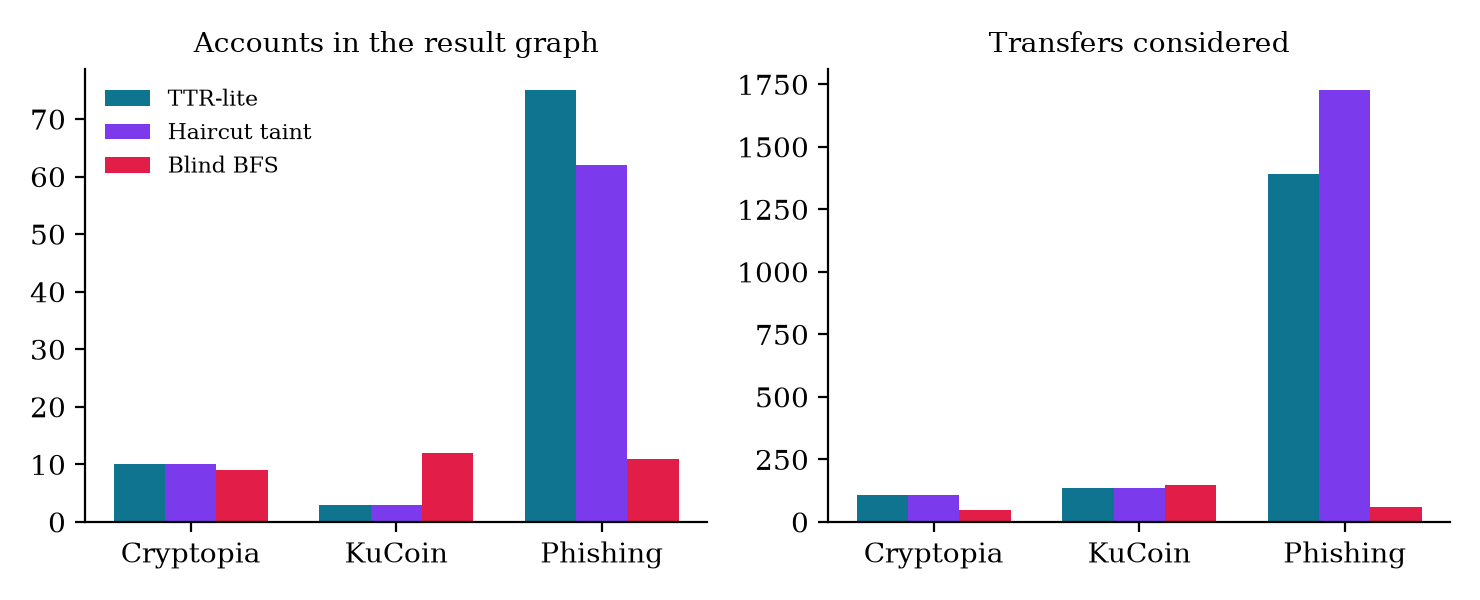 Accounts in the result graph
TTR-lite
Haircut taint
Blind BFS
70
60
50
40
30
20
10
0
Cryptopia
KuCoin
Phishing
Transfers considered
1750
1500
1250
1000
750
500
250
0
Cryptopia
KuCoin
Phishing